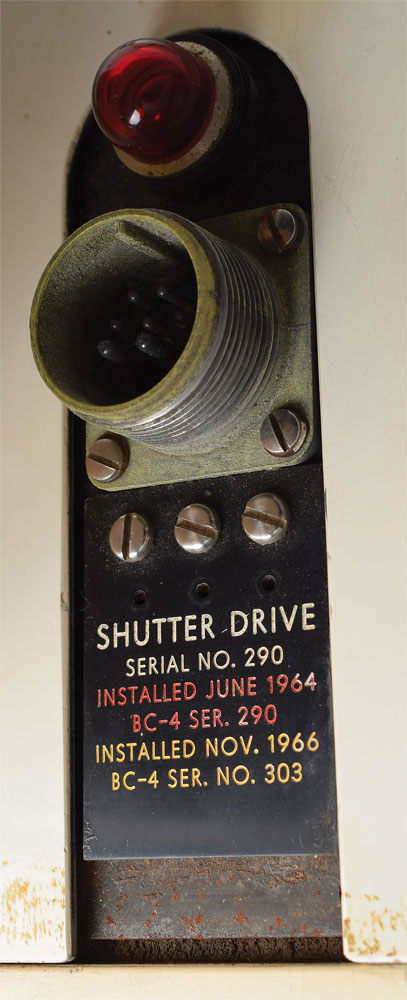 SHUTTER DRIVE
SERIAL NO. 290
INSTALLED JUNE 1964
BC-4 SER. 290
INSTALLED NOV. 1966
BC-4 SER. NO. 303